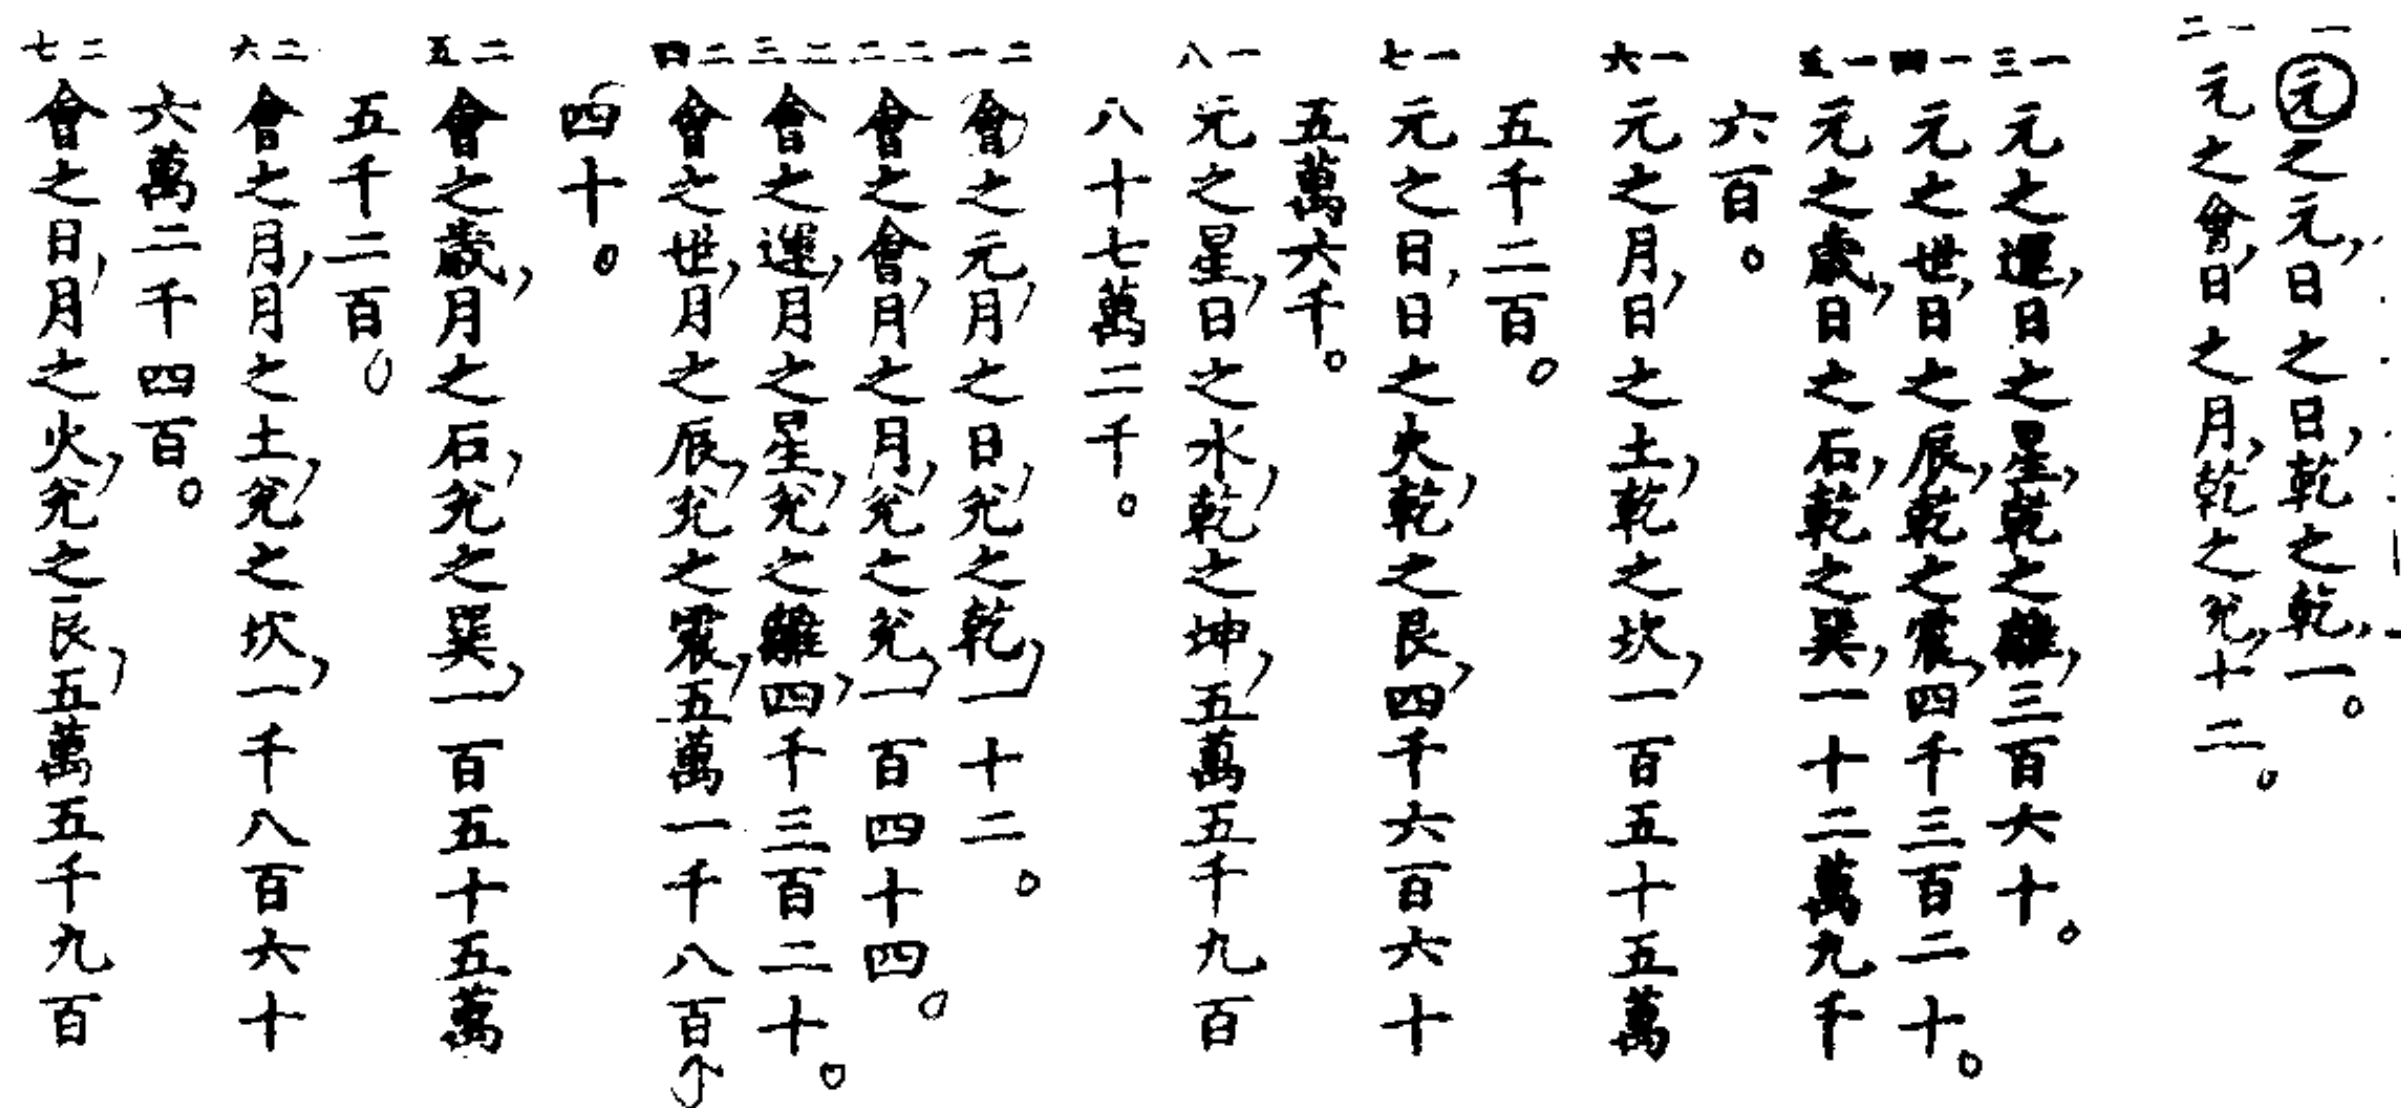 一
元之元，日之日，乾之乾，一。
一二
元之會，日之月，乾之兌，十二。
一三
元之運，日之星，乾之離，三百六十。
一四
元之世，日之辰，乾之震，四千三百二十。
一五
元之歲，日之石，乾之巽，一十二萬九千
六百。
一六
元之月，日之土，乾之坎，一百五十五萬
五千二百。
一七
元之日，日之火，乾之艮，四千六百六十
五萬六千。
一八
元之星，日之水，乾之坤，五萬五千九百
八十七萬二千。
二一
會之元，月之日，兌之乾，一十二。
二二
會之會，月之月，兌之兌，一百四十四。
二三
會之運，月之星，兌之離，四千三百二十。
二四
會之世，月之辰，兌之震，五萬一千八百
四十。
二五
會之歲，月之石，兌之巽，一百五十五萬
五千二百。
二六
會之月，月之土，兌之坎，一千八百六十
六萬二千四百。
二七
會之日，月之火，兌之艮，五萬五千九百